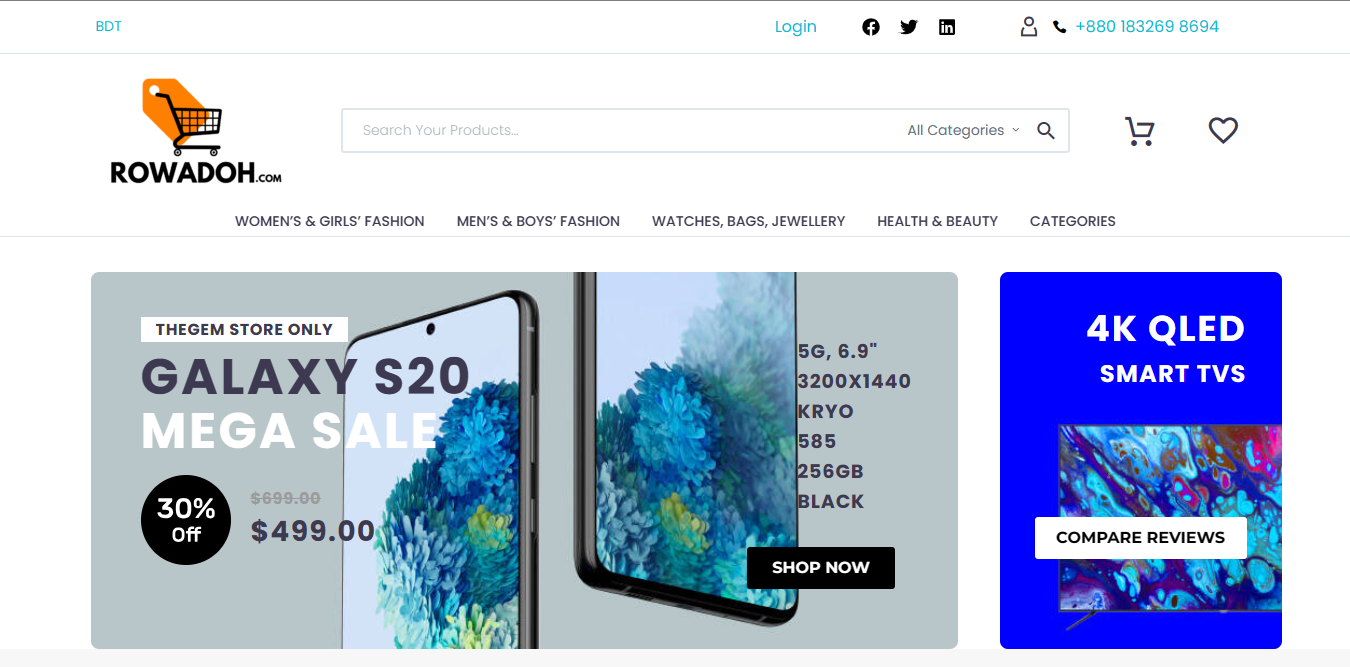 BDT
Login
+880 183269 8694
ROWADOH.COM
Search Your Products...
All Categories
WOMEN’S & GIRLS’ FASHION
MEN’S & BOYS’ FASHION
WATCHES, BAGS, JEWELLERY
HEALTH & BEAUTY
CATEGORIES
THEGEM STORE ONLY
GALAXY S20
MEGA SALE
30%
Off
$699.00
$499.00
5G, 6.9"
3200X1440
KRYO
585
256GB
BLACK
SHOP NOW
4K QLED
SMART TVS
COMPARE REVIEWS